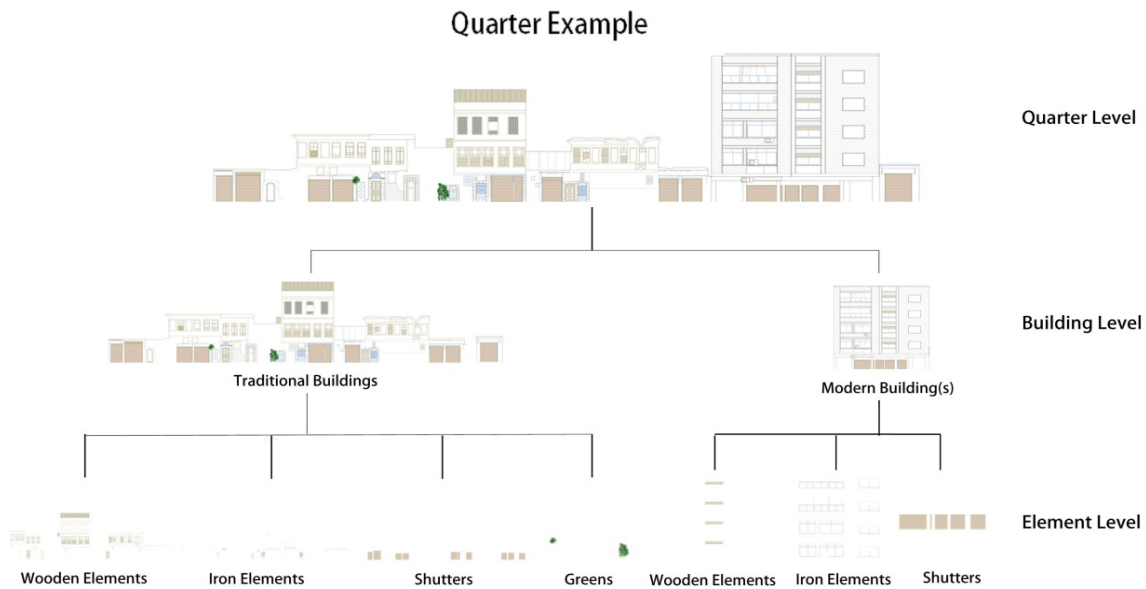 Quarter Example
Quarter Level
Building Level
Traditional Buildings
Modern Building(s)
Element Level
Wooden Elements
Iron Elements
Shutters
Greens
Wooden Elements
Iron Elements
Shutters